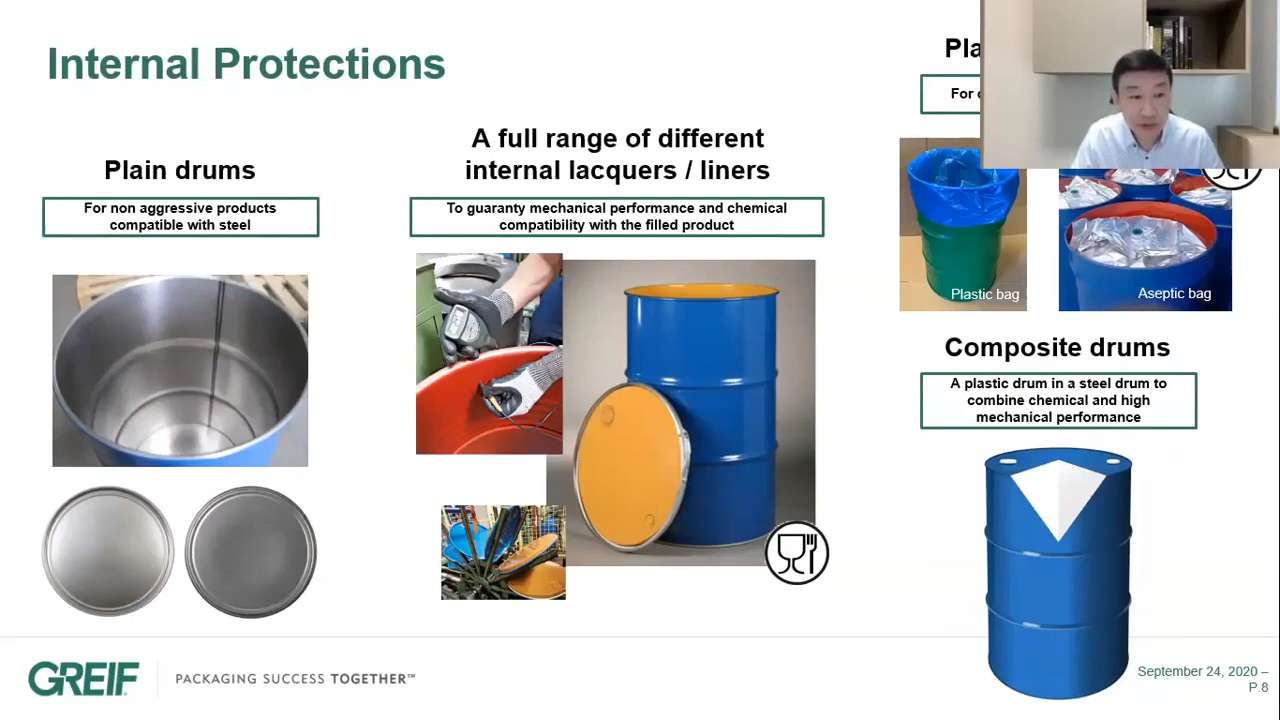 Internal Protections
Plain drums
For non aggressive products
compatible with steel
A full range of different
internal lacquers / liners
To guaranty mechanical performance and chemical
compatibility with the filled product
For
Plastic bag
Aseptic bag
Composite drums
A plastic drum in a steel drum to
combine chemical and high
mechanical performance
GREIF
PACKAGING SUCCESS TOGETHER™
September 24, 2020 –
P.8